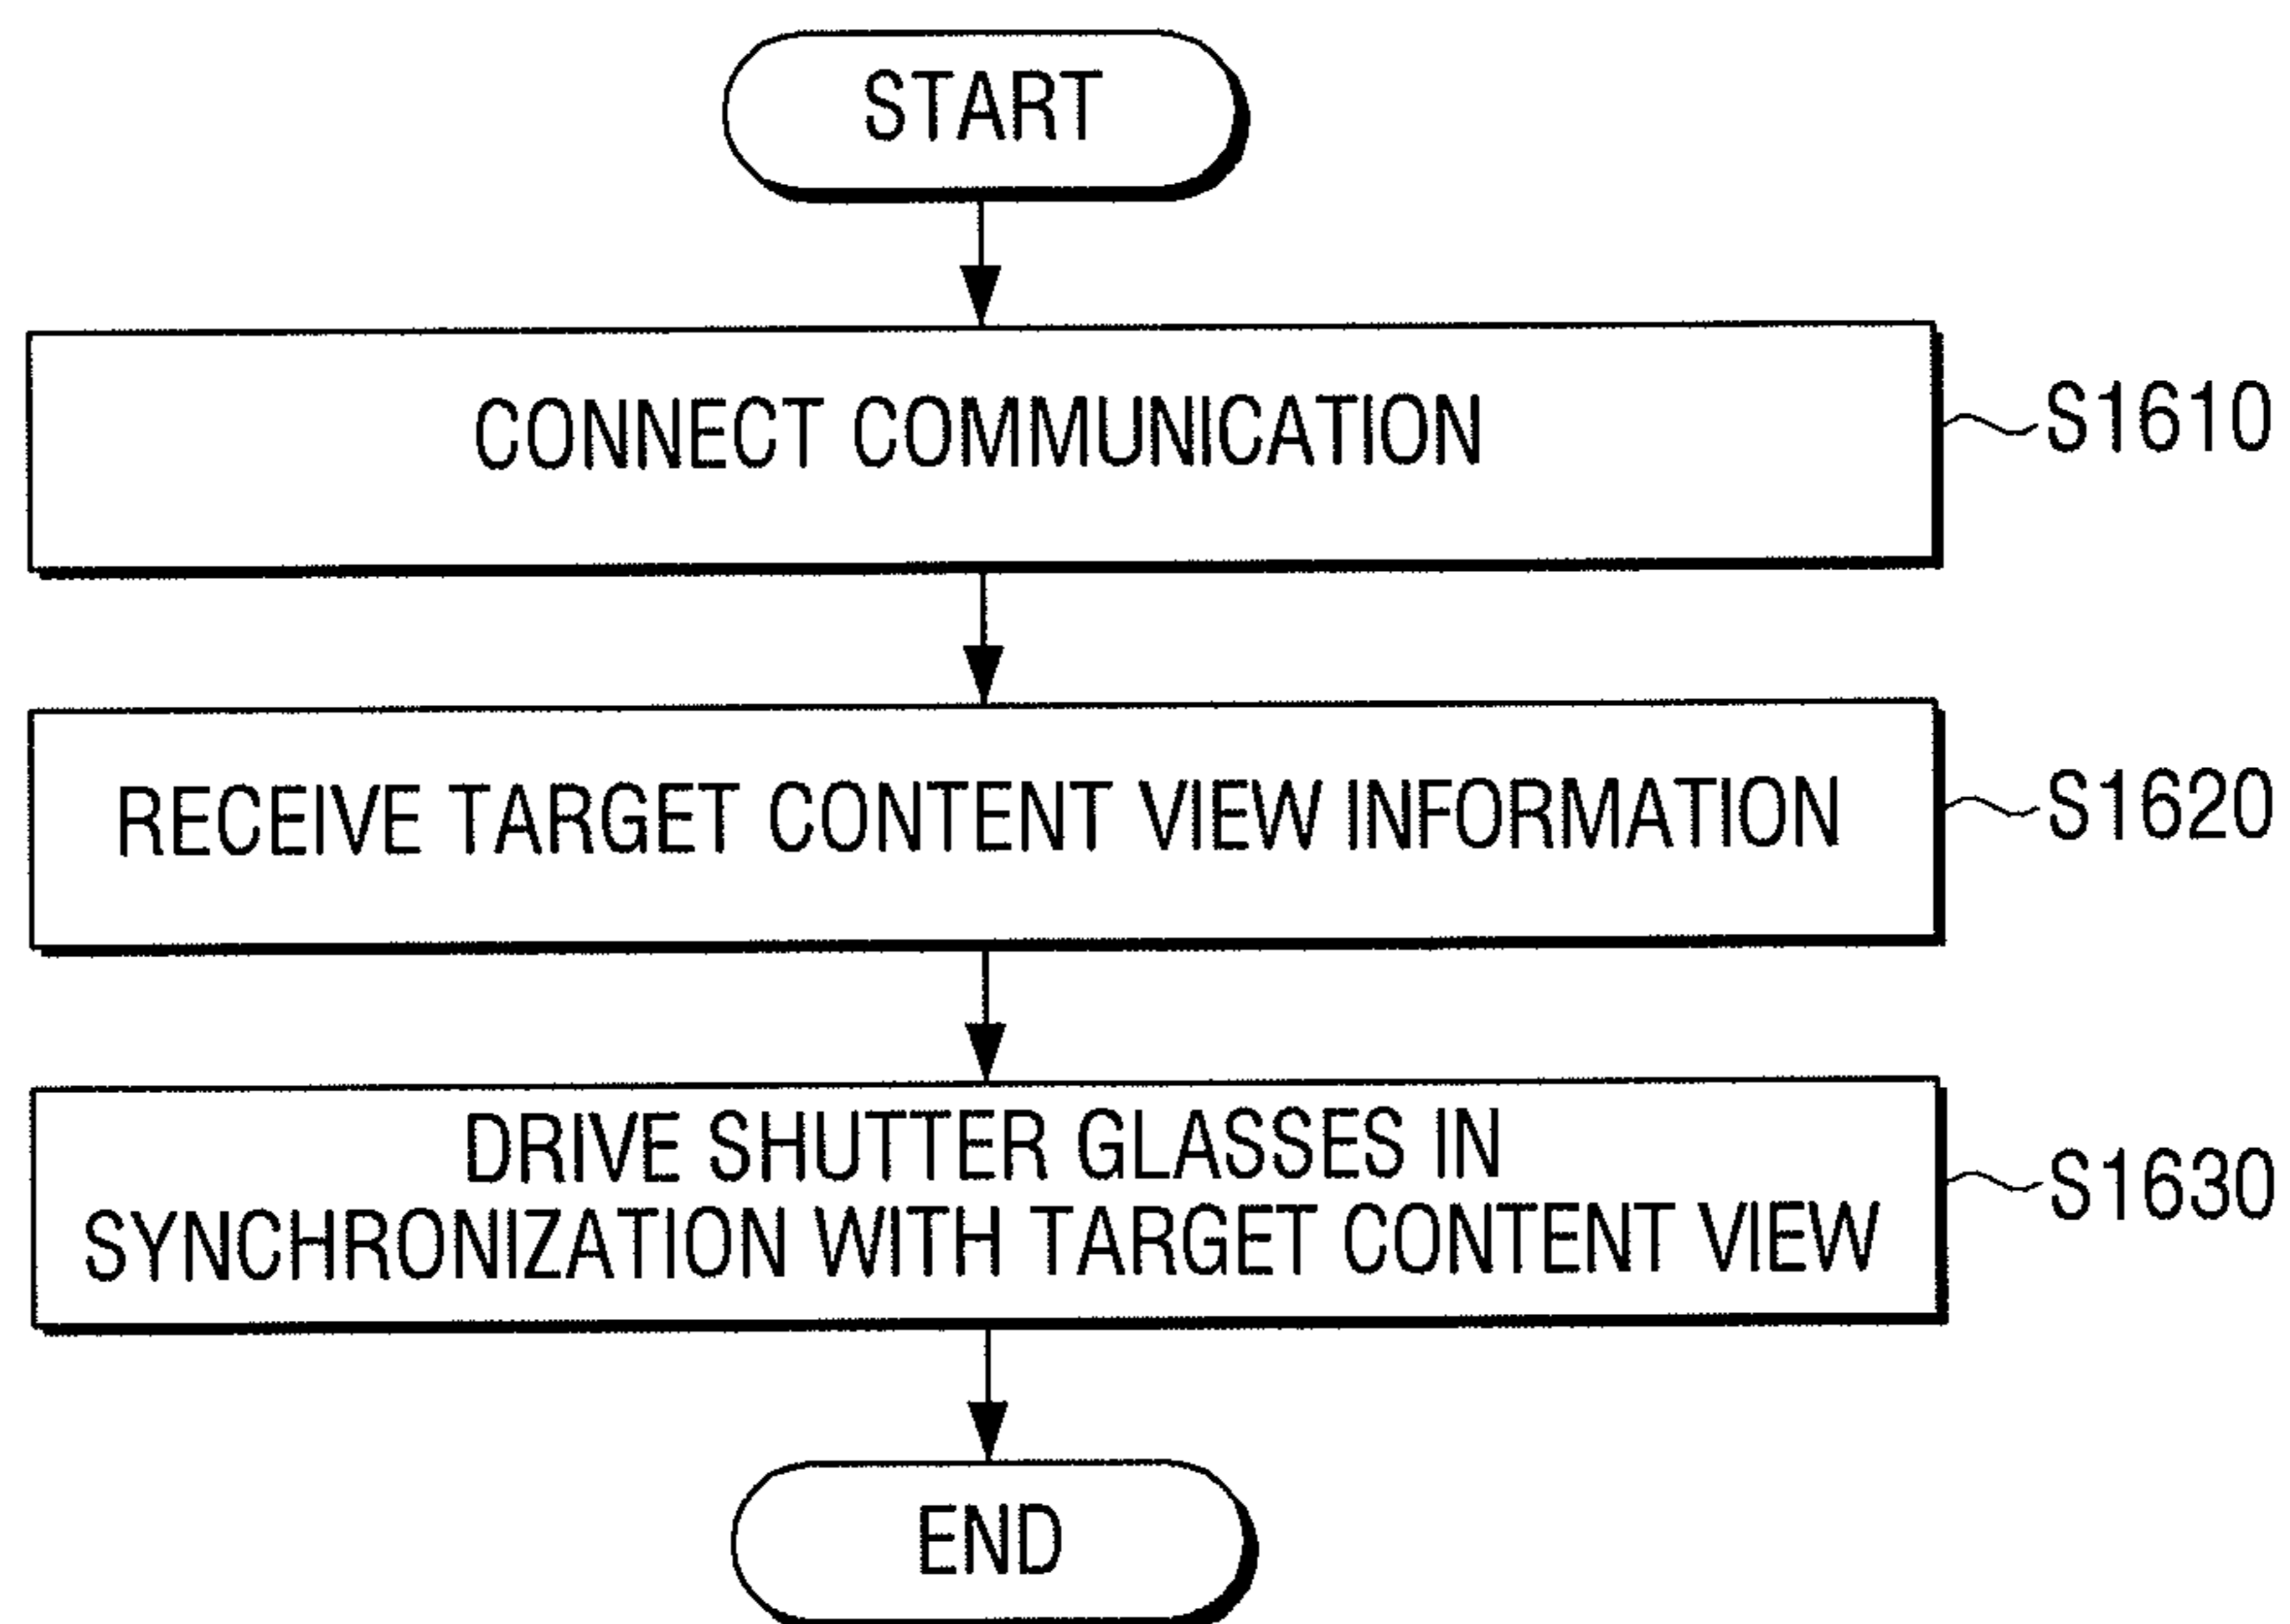 START
CONNECT COMMUNICATION
S1610
RECEIVE TARGET CONTENT VIEW INFORMATION
S1620
DRIVE SHUTTER GLASSES IN
SYNCHRONIZATION WITH TARGET CONTENT VIEW
S1630
END